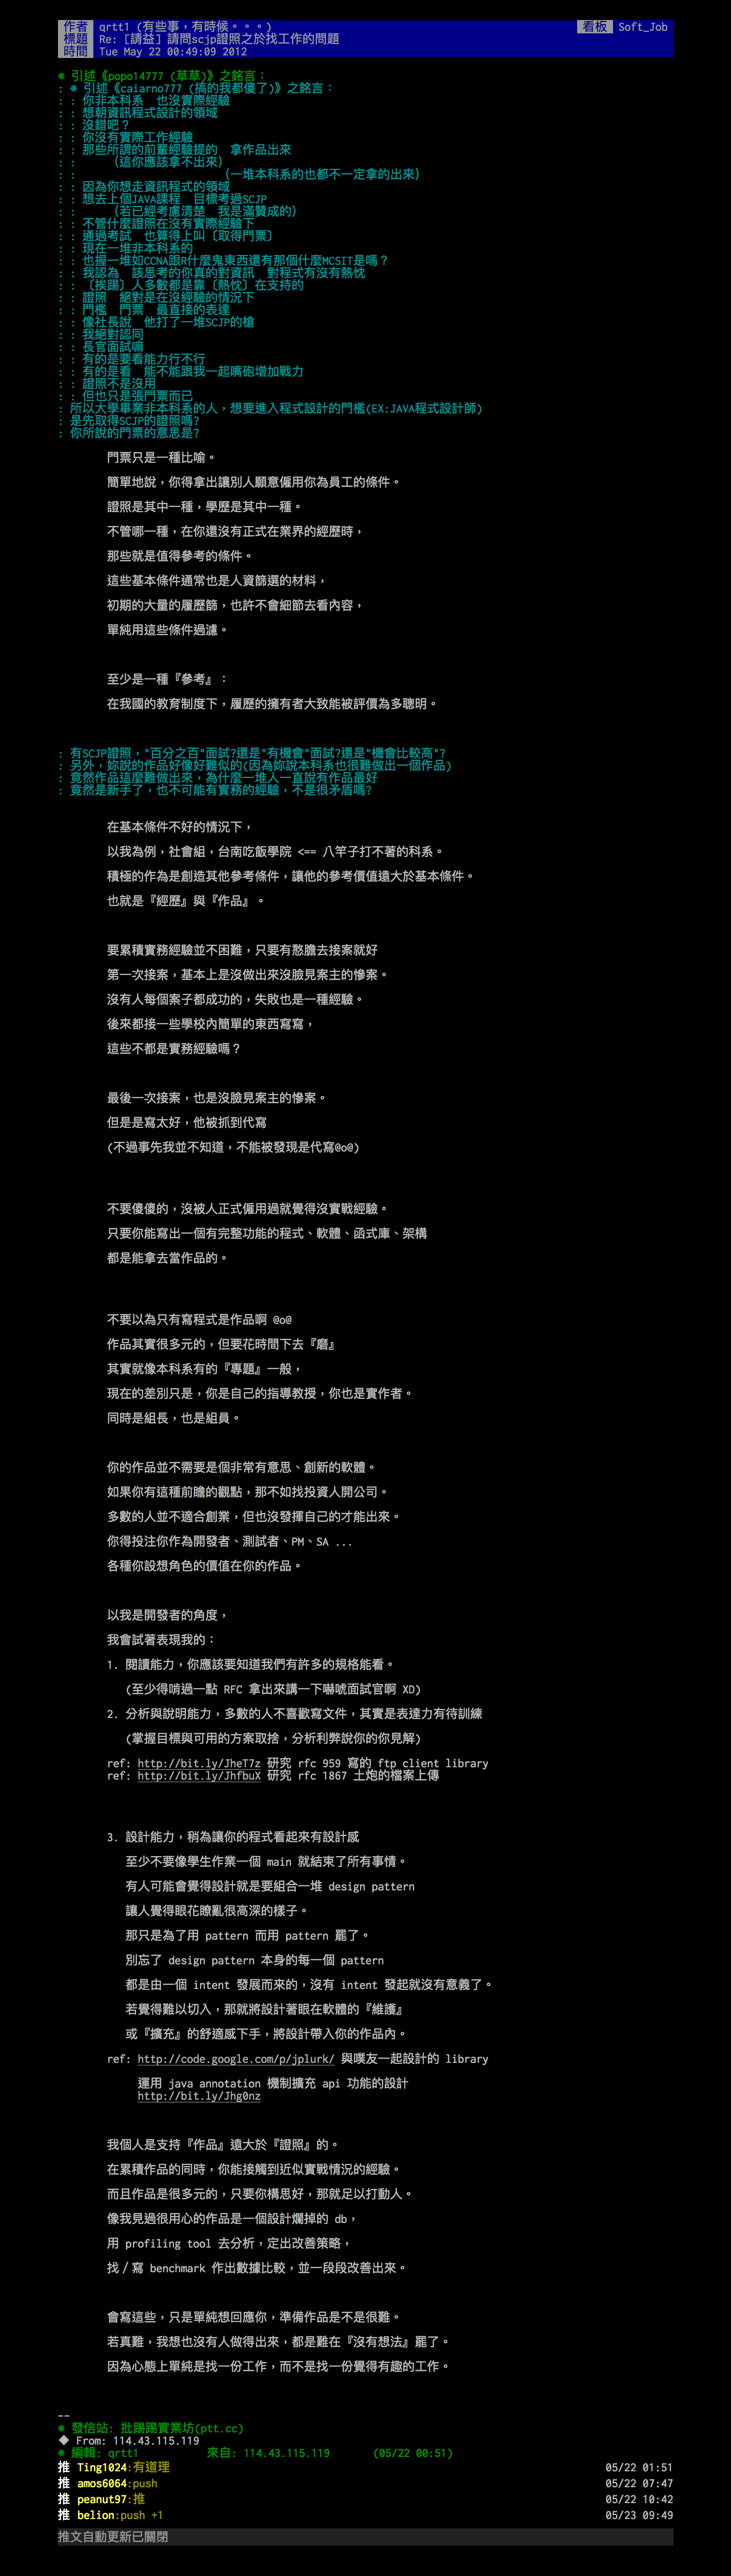 作者 qrtt1 (有些事，有時候。。。) 看板 Soft_Job
標題 Re: [請益] 請問scjp證照之於找工作的問題
時間 Tue May 22 00:49:09 2012
※ 引述《popo14777 (草草)》之銘言：
: ※ 引述《caiarno777 (搞的我都傻了)》之銘言：
: : 你非本科系　也沒實際經驗
: : 想朝資訊程式設計的領域
: : 沒錯吧？
: : 你沒有實際工作經驗
: : 那些所謂的前輩經驗提的　拿作品出來
: : 　　　(這你應該拿不出來)
: : 　　　　　　　　　　　　(一堆本科系的也都不一定拿的出來)
: : 因為你想走資訊程式的領域
: : 想去上個JAVA課程　目標考過SCJP
: : 　　　(若已經考慮清楚　我是滿贊成的)
: : 不管什麼證照在沒有實際經驗下
: : 通過考試　也算得上叫〔取得門票〕
: : 現在一堆非本科系的
: : 也握一堆如CCNA跟R什麼鬼東西還有那個什麼MCSIT是嗎？
: : 我認為　該思考的你真的對資訊　對程式有沒有熱忱
: : 〔挨踢〕人多數都是靠〔熱忱〕在支持的
: : 證照　絕對是在沒經驗的情況下
: : 門檻　門票　最直接的表達
: : 像社長說　他打了一堆SCJP的槍
: : 我絕對認同
: : 長官面試嘛
: : 有的是要看能力行不行
: : 有的是看　能不能跟我一起嘴砲增加戰力
: : 證照不是沒用
: : 但也只是張門票而已
: 所以大學畢業非本科系的人，想要進入程式設計的門檻(EX:JAVA程式設計師)
: 是先取得SCJP的證照嗎?
: 你所說的門票的意思是?
門票只是一種比喻。
簡單地說，你得拿出讓別人願意僱用你為員工的條件。
證照是其中一種，學歷是其中一種。
不管哪一種，在你還沒有正式在業界的經歷時，
那些就是值得參考的條件。
這些基本條件通常也是人資篩選的材料，
初期的大量的履歷篩，也許不會細節去看內容，
單純用這些條件過濾。
至少是一種『參考』：
在我國的教育制度下，履歷的擁有者大致能被評價為多聰明。
: 有SCJP證照，"百分之百"面試?還是"有機會"面試?還是"機會比較高"?
: 另外，妳說的作品好像好難似的(因為妳說本科系也很難做出一個作品)
: 竟然作品這麼難做出來，為什麼一堆人一直說有作品最好
: 竟然是新手了，也不可能有實務的經驗，不是很矛盾嗎?
在基本條件不好的情況下，
以我為例，社會組，台南吃飯學院 <== 八竿子打不著的科系。
積極的作為是創造其他參考條件，讓他的參考價值遠大於基本條件。
也就是『經歷』與『作品』。
要累積實務經驗並不困難，只要有憨膽去接案就好
第一次接案，基本上是沒做出來沒臉見案主的慘案。
沒有人每個案子都成功的，失敗也是一種經驗。
後來都接一些學校內簡單的東西寫寫，
這些不都是實務經驗嗎？
最後一次接案，也是沒臉見案主的慘案。
但是是寫太好，他被抓到代寫
(不過事先我並不知道，不能被發現是代寫@o@)
不要傻傻的，沒被人正式僱用過就覺得沒實戰經驗。
只要你能寫出一個有完整功能的程式、軟體、函式庫、架構
都是能拿去當作品的。
不要以為只有寫程式是作品啊 @o@
作品其實很多元的，但要花時間下去『磨』
其實就像本科系有的『專題』一般，
現在的差別只是，你是自己的指導教授，你也是實作者。
同時是組長，也是組員。
你的作品並不需要是個非常有意思、創新的軟體。
如果你有這種前瞻的觀點，那不如找投資人開公司。
多數的人並不適合創業，但也沒發揮自己的才能出來。
你得投注你作為開發者、測試者、PM、SA ...
各種你設想角色的價值在你的作品。
以我是開發者的角度，
我會試著表現我的：
1. 閱讀能力，你應該要知道我們有許多的規格能看。
(至少得啃過一點 RFC 拿出來講一下嚇唬面試官啊 XD)
2. 分析與說明能力，多數的人不喜歡寫文件，其實是表達力有待訓練
(掌握目標與可用的方案取捨，分析利弊說你的你見解)
ref: http://bit.ly/JheT7z 研究 rfc 959 寫的 ftp client library
ref: http://bit.ly/JhfbuX 研究 rfc 1867 土炮的檔案上傳
3. 設計能力，稍為讓你的程式看起來有設計感
至少不要像學生作業一個 main 就結束了所有事情。
有人可能會覺得設計就是要組合一堆 design pattern
讓人覺得眼花瞭亂很高深的樣子。
那只是為了用 pattern 而用 pattern 罷了。
別忘了 design pattern 本身的每一個 pattern
都是由一個 intent 發展而來的，沒有 intent 發起就沒有意義了。
若覺得難以切入，那就將設計著眼在軟體的『維護』
或『擴充』的舒適感下手，將設計帶入你的作品內。
ref: http://code.google.com/p/jplurk/ 與噗友一起設計的 library
運用 java annotation 機制擴充 api 功能的設計
http://bit.ly/Jhg0nz
我個人是支持『作品』遠大於『證照』的。
在累積作品的同時，你能接觸到近似實戰情況的經驗。
而且作品是很多元的，只要你構思好，那就足以打動人。
像我見過很用心的作品是一個設計爛掉的 db，
用 profiling tool 去分析，定出改善策略，
找／寫 benchmark 作出數據比較，並一段段改善出來。
會寫這些，只是單純想回應你，準備作品是不是很難。
若真難，我想也沒有人做得出來，都是難在『沒有想法』罷了。
因為心態上單純是找一份工作，而不是找一份覺得有趣的工作。
--
※ 發信站: 批踢踢實業坊(ptt.cc)
◆ From: 114.43.115.119
※ 編輯: qrtt1 來自: 114.43.115.119 (05/22 00:51)
推 Ting1024:有道理 05/22 01:51
推 amos6064:push 05/22 07:47
推 peanut97:推 05/22 10:42
推 belion:push +1 05/23 09:49
推文自動更新已關閉